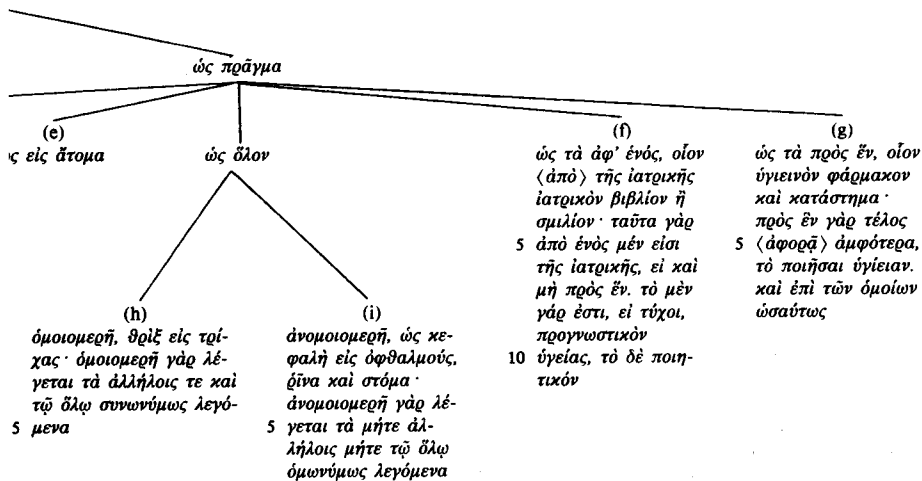 ὡς πρᾶγμα
(e)
ς εἰς ἄτομα
ὡς ὅλον
(f)
ὡς τὰ ἀφ’ ἑνός, οἷον
⟨ἀπὸ⟩ τῆς ἰατρικῆς
ἰατρικὸν βιβλίον ἢ
σμιλίον · ταῦτα γὰρ
5 ἀπὸ ἑνὸς μέν εἰσι
τῆς ἰατρικῆς, εἰ καὶ
μὴ πρὸς ἕν. τὸ μὲν
γάρ ἐστι, εἰ τύχοι,
προγνωστικὸν
10 ὑγείας, τὸ δὲ ποιη-
τικόν
(g)
ὡς τὰ πρὸς ἕν, οἷον
ὑγιεινὸν φάρμακον
καὶ κατάστημα ·
πρὸς ἓν γὰρ τέλος
5 ⟨ἀφορᾷ⟩ ἀμφότερα,
τὸ ποιῆσαι ὑγίειαν.
καὶ ἐπὶ τῶν ὁμοίων
ὡσαύτως
(h)
ὁμοιομερῆ, θρὶξ εἰς τρί-
χας · ὁμοιομερῆ γὰρ λέ-
γεται τὰ ἀλλήλοις τε καὶ
τῷ ὅλῳ συνωνύμως λεγό-
5 μενα
(i)
ἀνομοιομερῆ, ὡς κε-
φαλὴ εἰς ὀφθαλμούς,
ῥῖνα καὶ στόμα ·
ἀνομοιομερῆ γὰρ λέ-
5 γεται τὰ μήτε ἀλ-
λήλοις μήτε τῷ ὅλῳ
ὁμωνύμως λεγόμενα